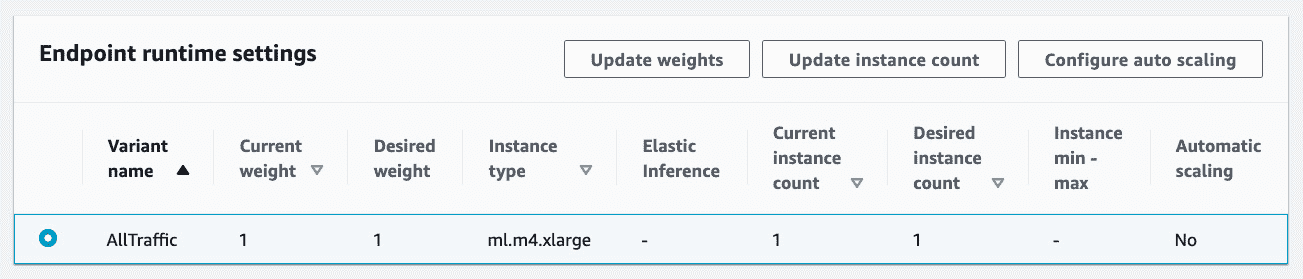 Endpoint runtime settings
Update weights
Update instance count
Configure auto scaling
Variant name
Current weight
Desired weight
Instance type
Elastic Inference
Current instance count
Desired instance count
Instance min - max
Automatic scaling
AllTraffic 1 1 ml.m4.xlarge - 1 1 - No